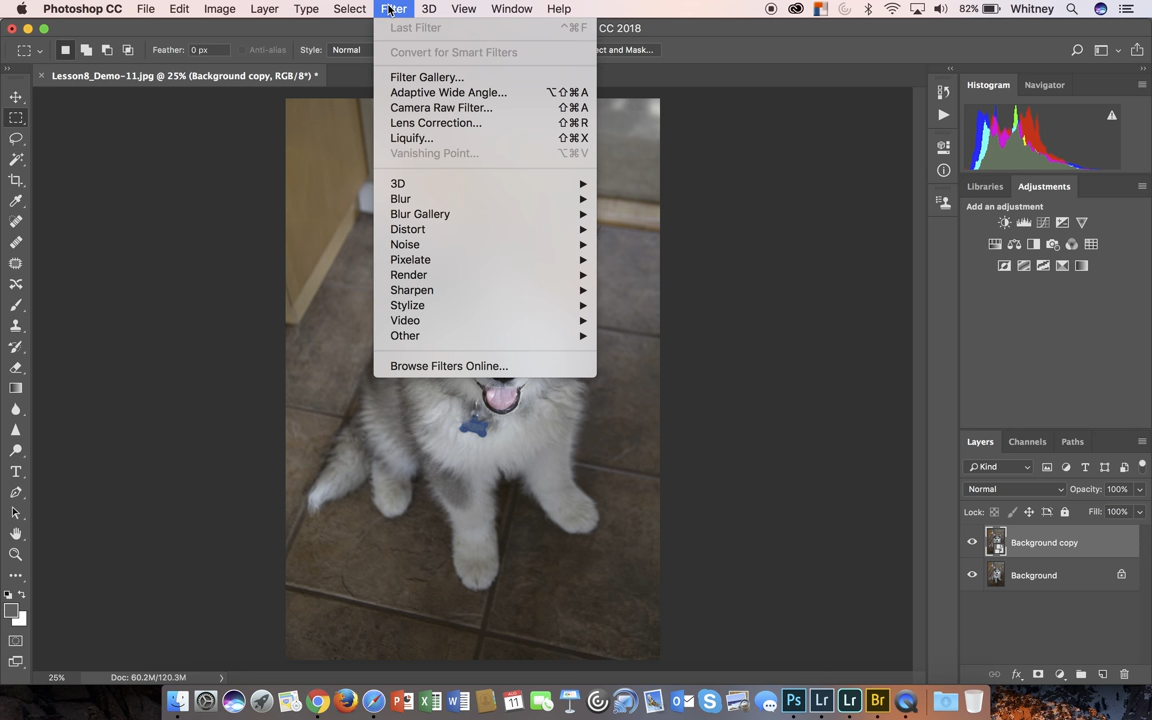 Photoshop CC File Edit Image Layer Type Select Filter 3D View Window Help 82% Whitney
CC 2018
Feather: 0 px Anti-alias Style: Normal ect and Mask...
Lesson8_Demo-11.jpg @ 25% (Background copy, RGB/8*) *
Last Filter ^⌘F
Convert for Smart Filters
Filter Gallery...
Adaptive Wide Angle... ⌥⇧⌘A
Camera Raw Filter... ⇧⌘A
Lens Correction... ⇧⌘R
Liquify... ⇧⌘X
Vanishing Point... ⌥⌘V
3D
Blur
Blur Gallery
Distort
Noise
Pixelate
Render
Sharpen
Stylize
Video
Other
Browse Filters Online...
Histogram Navigator
Libraries Adjustments
Add an adjustment
Layers Channels Paths
Kind
Normal Opacity: 100%
Lock: Fill: 100%
Background copy
Background
25% Doc: 60.2M/120.3M
11
Ps Lr Lr Br